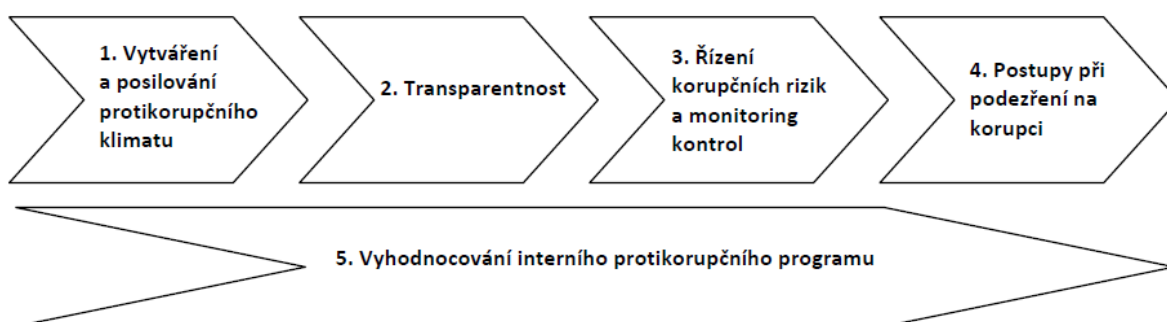 1. Vytváření
a posilování
protikorupčního
klimatu
2. Transparentnost
3. Řízení
korupčních rizik
a monitoring
kontrol
4. Postupy při
podezření na
korupci
5. Vyhodnocování interního protikorupčního programu